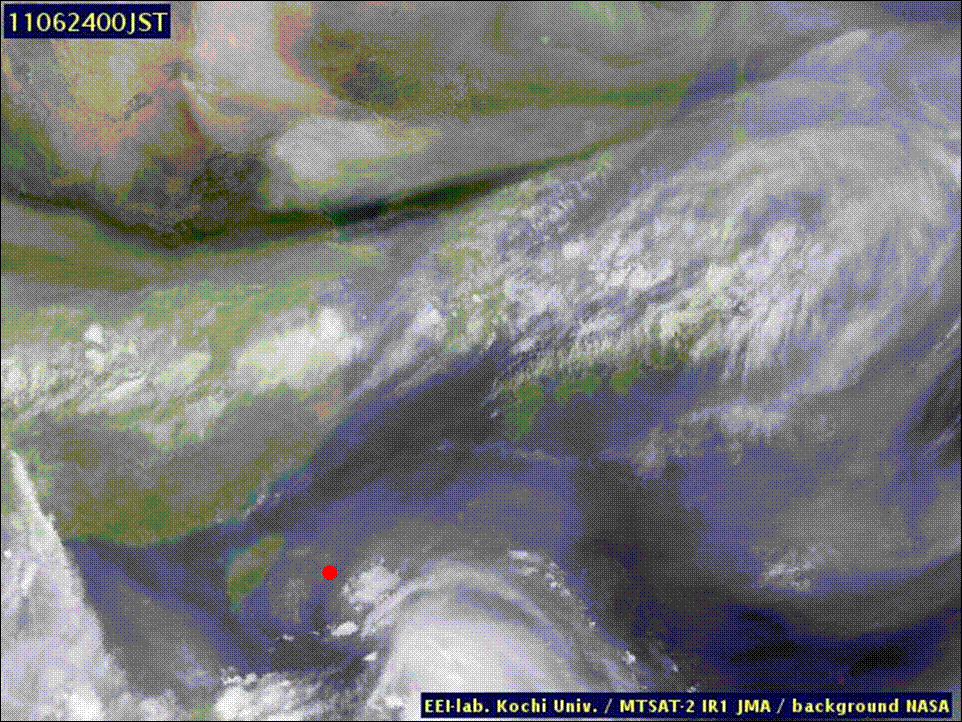 11062400JST
EEI-lab. Kochi Univ. / MTSAT-2 IR1 JMA / background NASA